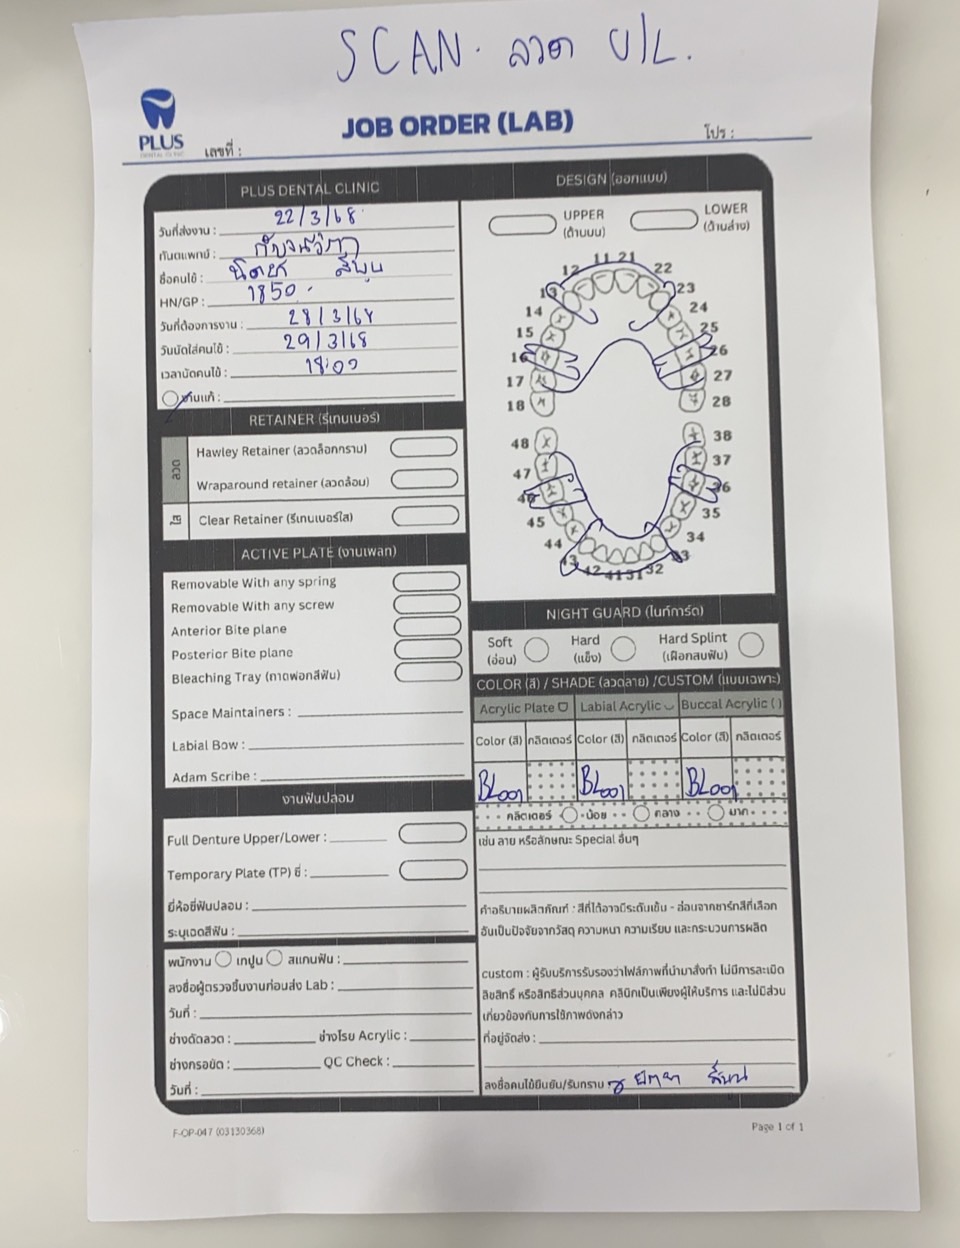 SCAN. ลวด U/L.
PLUS
DENTAL CLINIC
JOB ORDER (LAB)
เลขที่ :
โปร :
PLUS DENTAL CLINIC
วันที่ส่งงาน : 22/3/68
ทันตแพทย์ :
ชื่อคนไข้ :
HN/GP : 1850.
วันที่ต้องการงาน : 28/3/68
วันนัดใส่คนไข้ : 29/3/68
เวลานัดคนไข้ : 18:00
งานแก้ :
RETAINER (รีเทนเนอร์)
ลวด
Hawley Retainer (ลวดล็อกกราม)
Wraparound retainer (ลวดล้อม)
ใส
Clear Retainer (รีเทนเนอร์ใส)
ACTIVE PLATE (งานเพลท)
Removable With any spring
Removable With any screw
Anterior Bite plane
Posterior Bite plane
Bleaching Tray (ถาดฟอกสีฟัน)
Space Maintainers :
Labial Bow :
Adam Scribe :
งานฟันปลอม
Full Denture Upper/Lower :
Temporary Plate (TP) ซี่ :
ยี่ห้อซี่ฟันปลอม :
ระบุเฉดสีฟัน :
พนักงาน เทปูน สแกนฟัน :
ลงชื่อผู้ตรวจชิ้นงานก่อนส่ง Lab :
วันที่ :
ช่างดัดลวด : ช่างโรย Acrylic :
ช่างกรอขัด : QC Check :
วันที่ :
DESIGN (ออกแบบ)
UPPER
(ด้านบน)
LOWER
(ด้านล่าง)
11 21
12 22
13 23
14 24
15 25
16 26
17 27
18 28
48 38
47 37
46 36
45 35
44 34
43 33
42 41 31 32
NIGHT GUARD (ไนท์การ์ด)
Soft
(อ่อน)
Hard
(แข็ง)
Hard Splint
(เฝือกสบฟัน)
COLOR (สี) / SHADE (ลวดลาย) /CUSTOM (แบบเฉพาะ)
Acrylic Plate Labial Acrylic Buccal Acrylic ( )
Color (สี) กลิตเตอร์ Color (สี) กลิตเตอร์ Color (สี) กลิตเตอร์
BL001 BL001 BL001
กลิตเตอร์ น้อย กลาง มาก
เช่น ลาย หรือลักษณะ Special อื่นๆ
คำอธิบายผลิตภัณฑ์ : สีที่ได้อาจมีระดับเข้ม - อ่อนจากชาร์ทสีที่เลือก
อันเป็นปัจจัยจากวัสดุ ความหนา ความเรียบ และกระบวนการผลิต
custom : ผู้รับบริการรับรองว่าไฟล์ภาพที่นำมาสั่งทำ ไม่มีการละเมิด
ลิขสิทธิ์ หรือสิทธิส่วนบุคคล คลินิกเป็นเพียงผู้ให้บริการ และไม่มีส่วน
เกี่ยวข้องกับการใช้ภาพดังกล่าว
ที่อยู่จัดส่ง :
ลงชื่อคนไข้ยืนยัน/รับทราบ
F-OP-047 (03130368)
Page 1 of 1